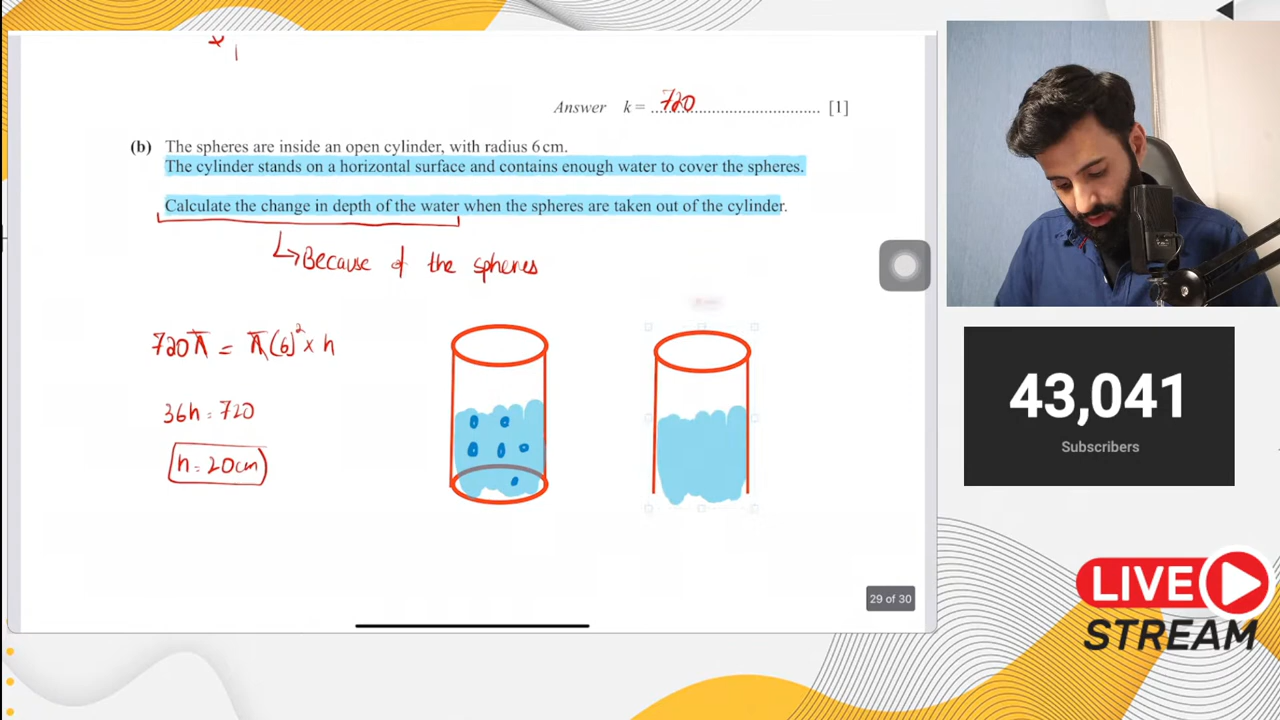 Answer k = 720 [1]
(b) The spheres are inside an open cylinder, with radius 6 cm.
The cylinder stands on a horizontal surface and contains enough water to cover the spheres.
Calculate the change in depth of the water when the spheres are taken out of the cylinder.
Because of the spheres
720π = π(6)² × h
36h = 720
h = 20cm
29 of 30
43,041
Subscribers
LIVE
STREAM